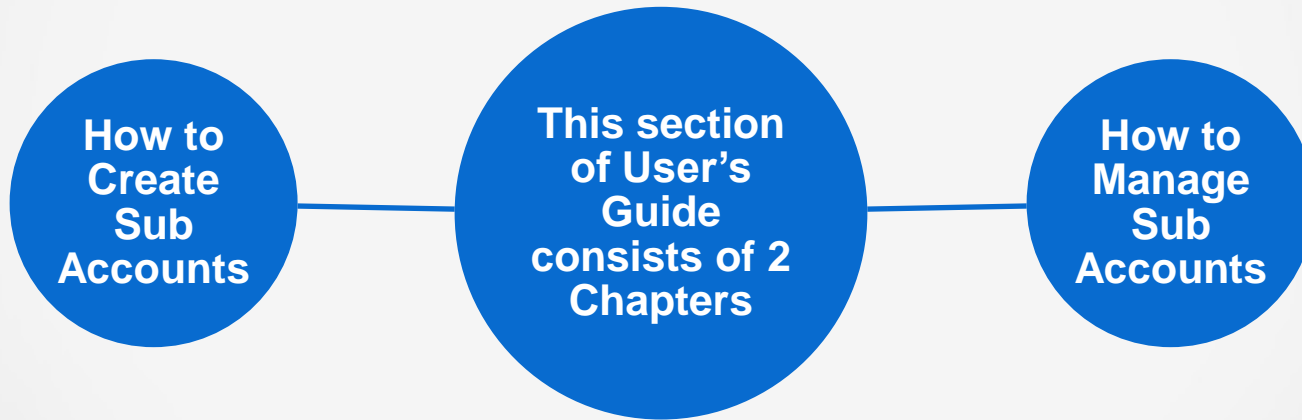 How to
Create
Sub
Accounts
This section
of User’s
Guide
consists of 2
Chapters
How to
Manage
Sub
Accounts